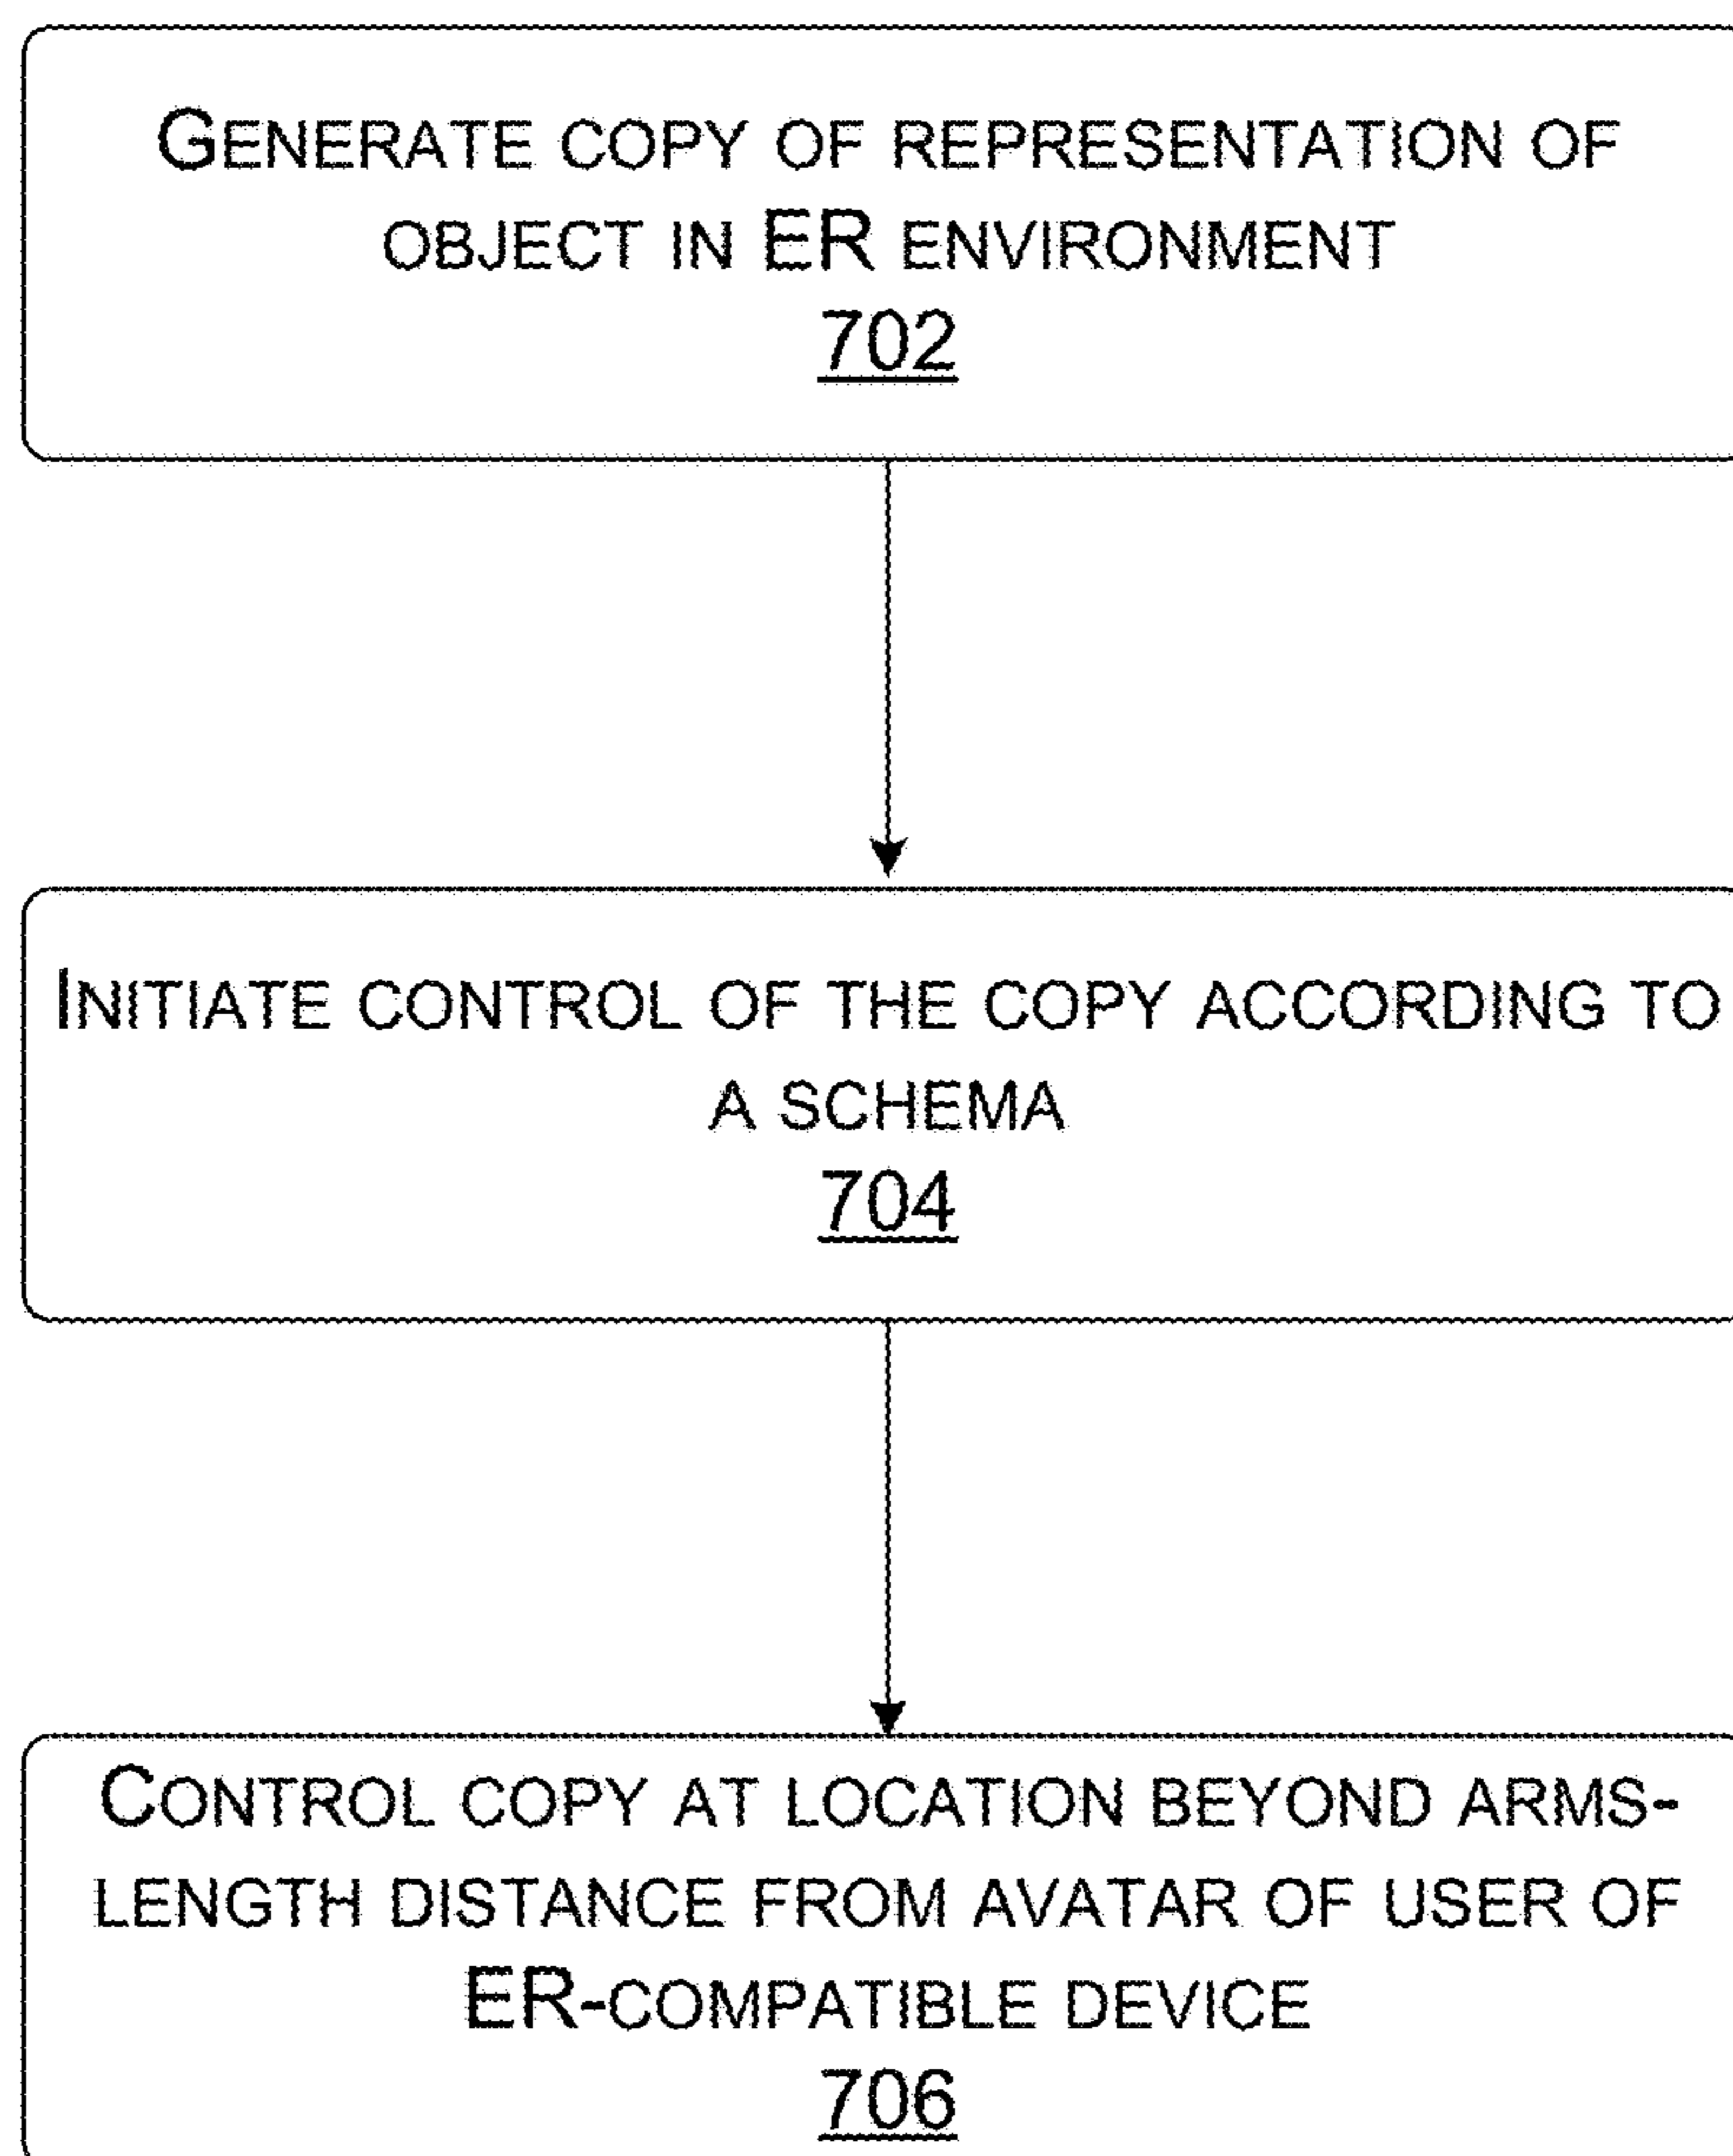 GENERATE COPY OF REPRESENTATION OF
OBJECT IN ER ENVIRONMENT
702
INITIATE CONTROL OF THE COPY ACCORDING TO
A SCHEMA
704
CONTROL COPY AT LOCATION BEYOND ARMS-
LENGTH DISTANCE FROM AVATAR OF USER OF
ER-COMPATIBLE DEVICE
706